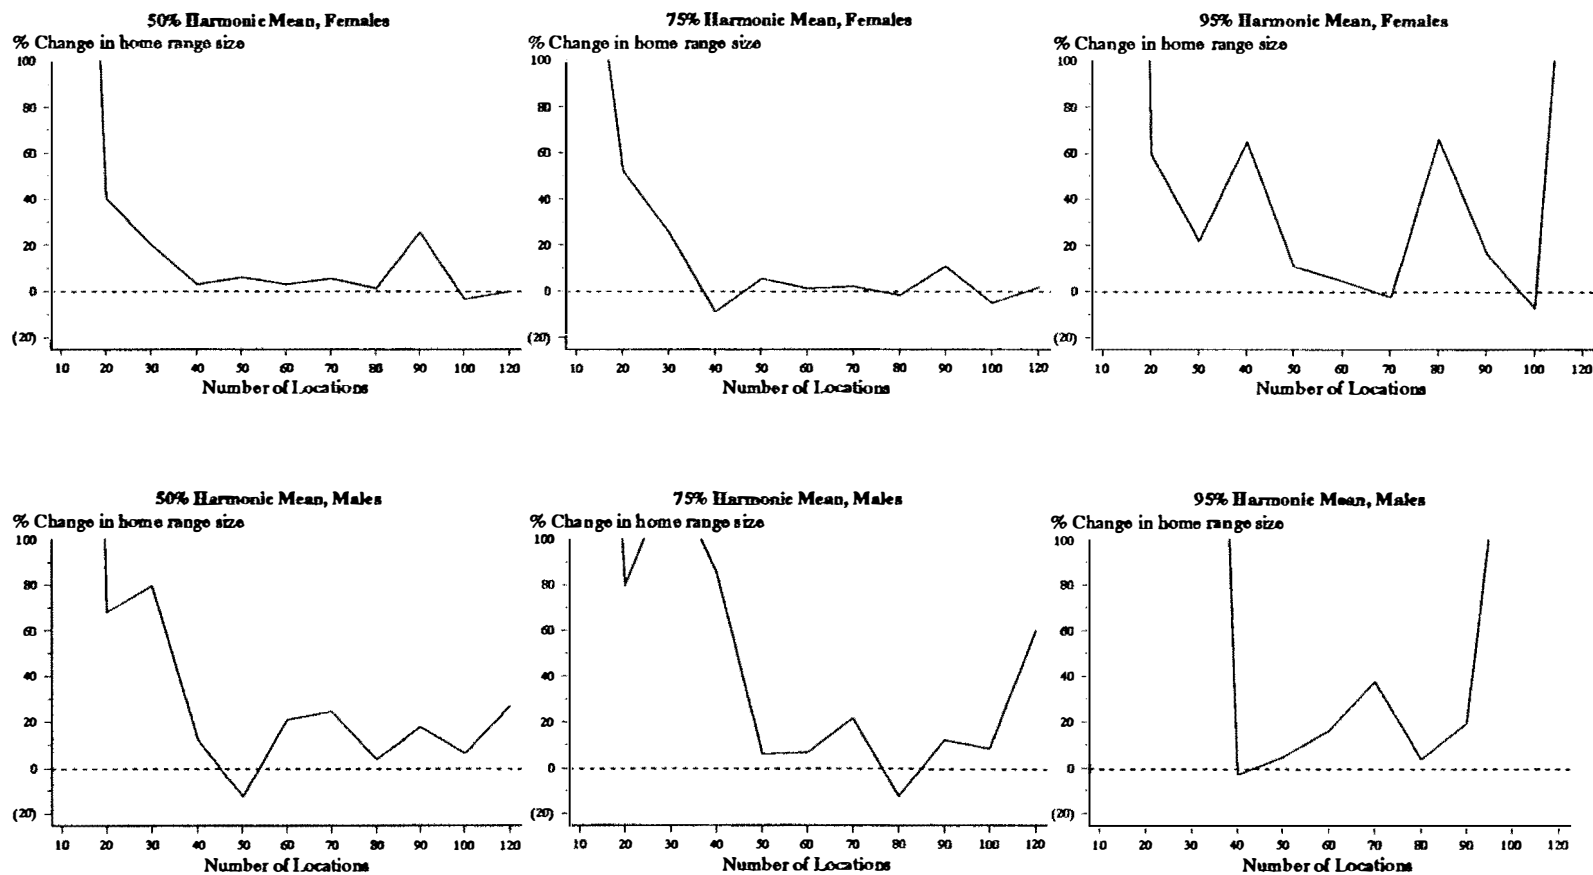 50% Harmonic Mean, Females
% Change in home range size
100
80
60
40
20
0
(20)
10 20 30 40 50 60 70 80 90 100 120
Number of Locations
75% Harmonic Mean, Females
% Change in home range size
100
80
60
40
20
0
(20)
10 20 30 40 50 60 70 80 90 100 120
Number of Locations
95% Harmonic Mean, Females
% Change in home range size
100
80
60
40
20
0
(20)
10 20 30 40 50 60 70 80 90 100 120
Number of Locations
50% Harmonic Mean, Males
% Change in home range size
100
80
60
40
20
0
(20)
10 20 30 40 50 60 70 80 90 100 120
Number of Locations
75% Harmonic Mean, Males
% Change in home range size
100
80
60
40
20
0
(20)
10 20 30 40 50 60 70 80 90 100 120
Number of Locations
95% Harmonic Mean, Males
% Change in home range size
100
80
60
40
20
0
(20)
10 20 30 40 50 60 70 80 90 100 120
Number of Locations